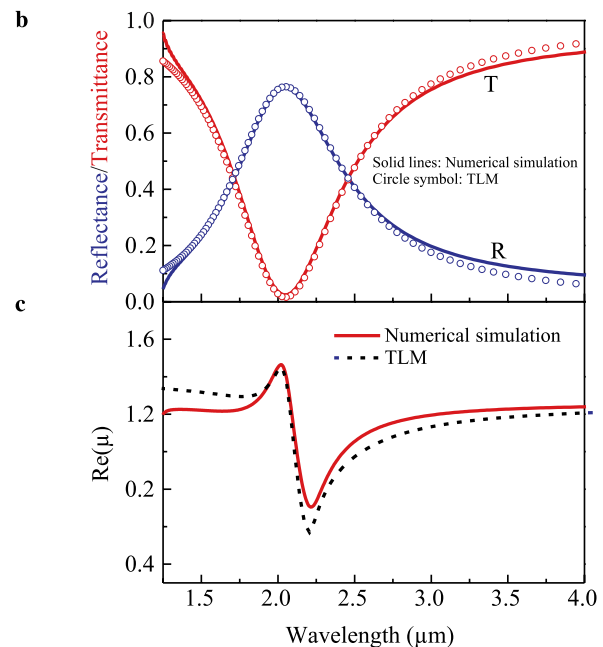 b
Reflectance/Transmittance
1.0
0.8
0.6
0.4
0.2
0.0
T
Solid lines: Numerical simulation
Circle symbol: TLM
R
c
Re(μ)
1.6
1.2
0.2
0.4
Numerical simulation
TLM
1.5 2.0 2.5 3.0 3.5 4.0
Wavelength (μm)